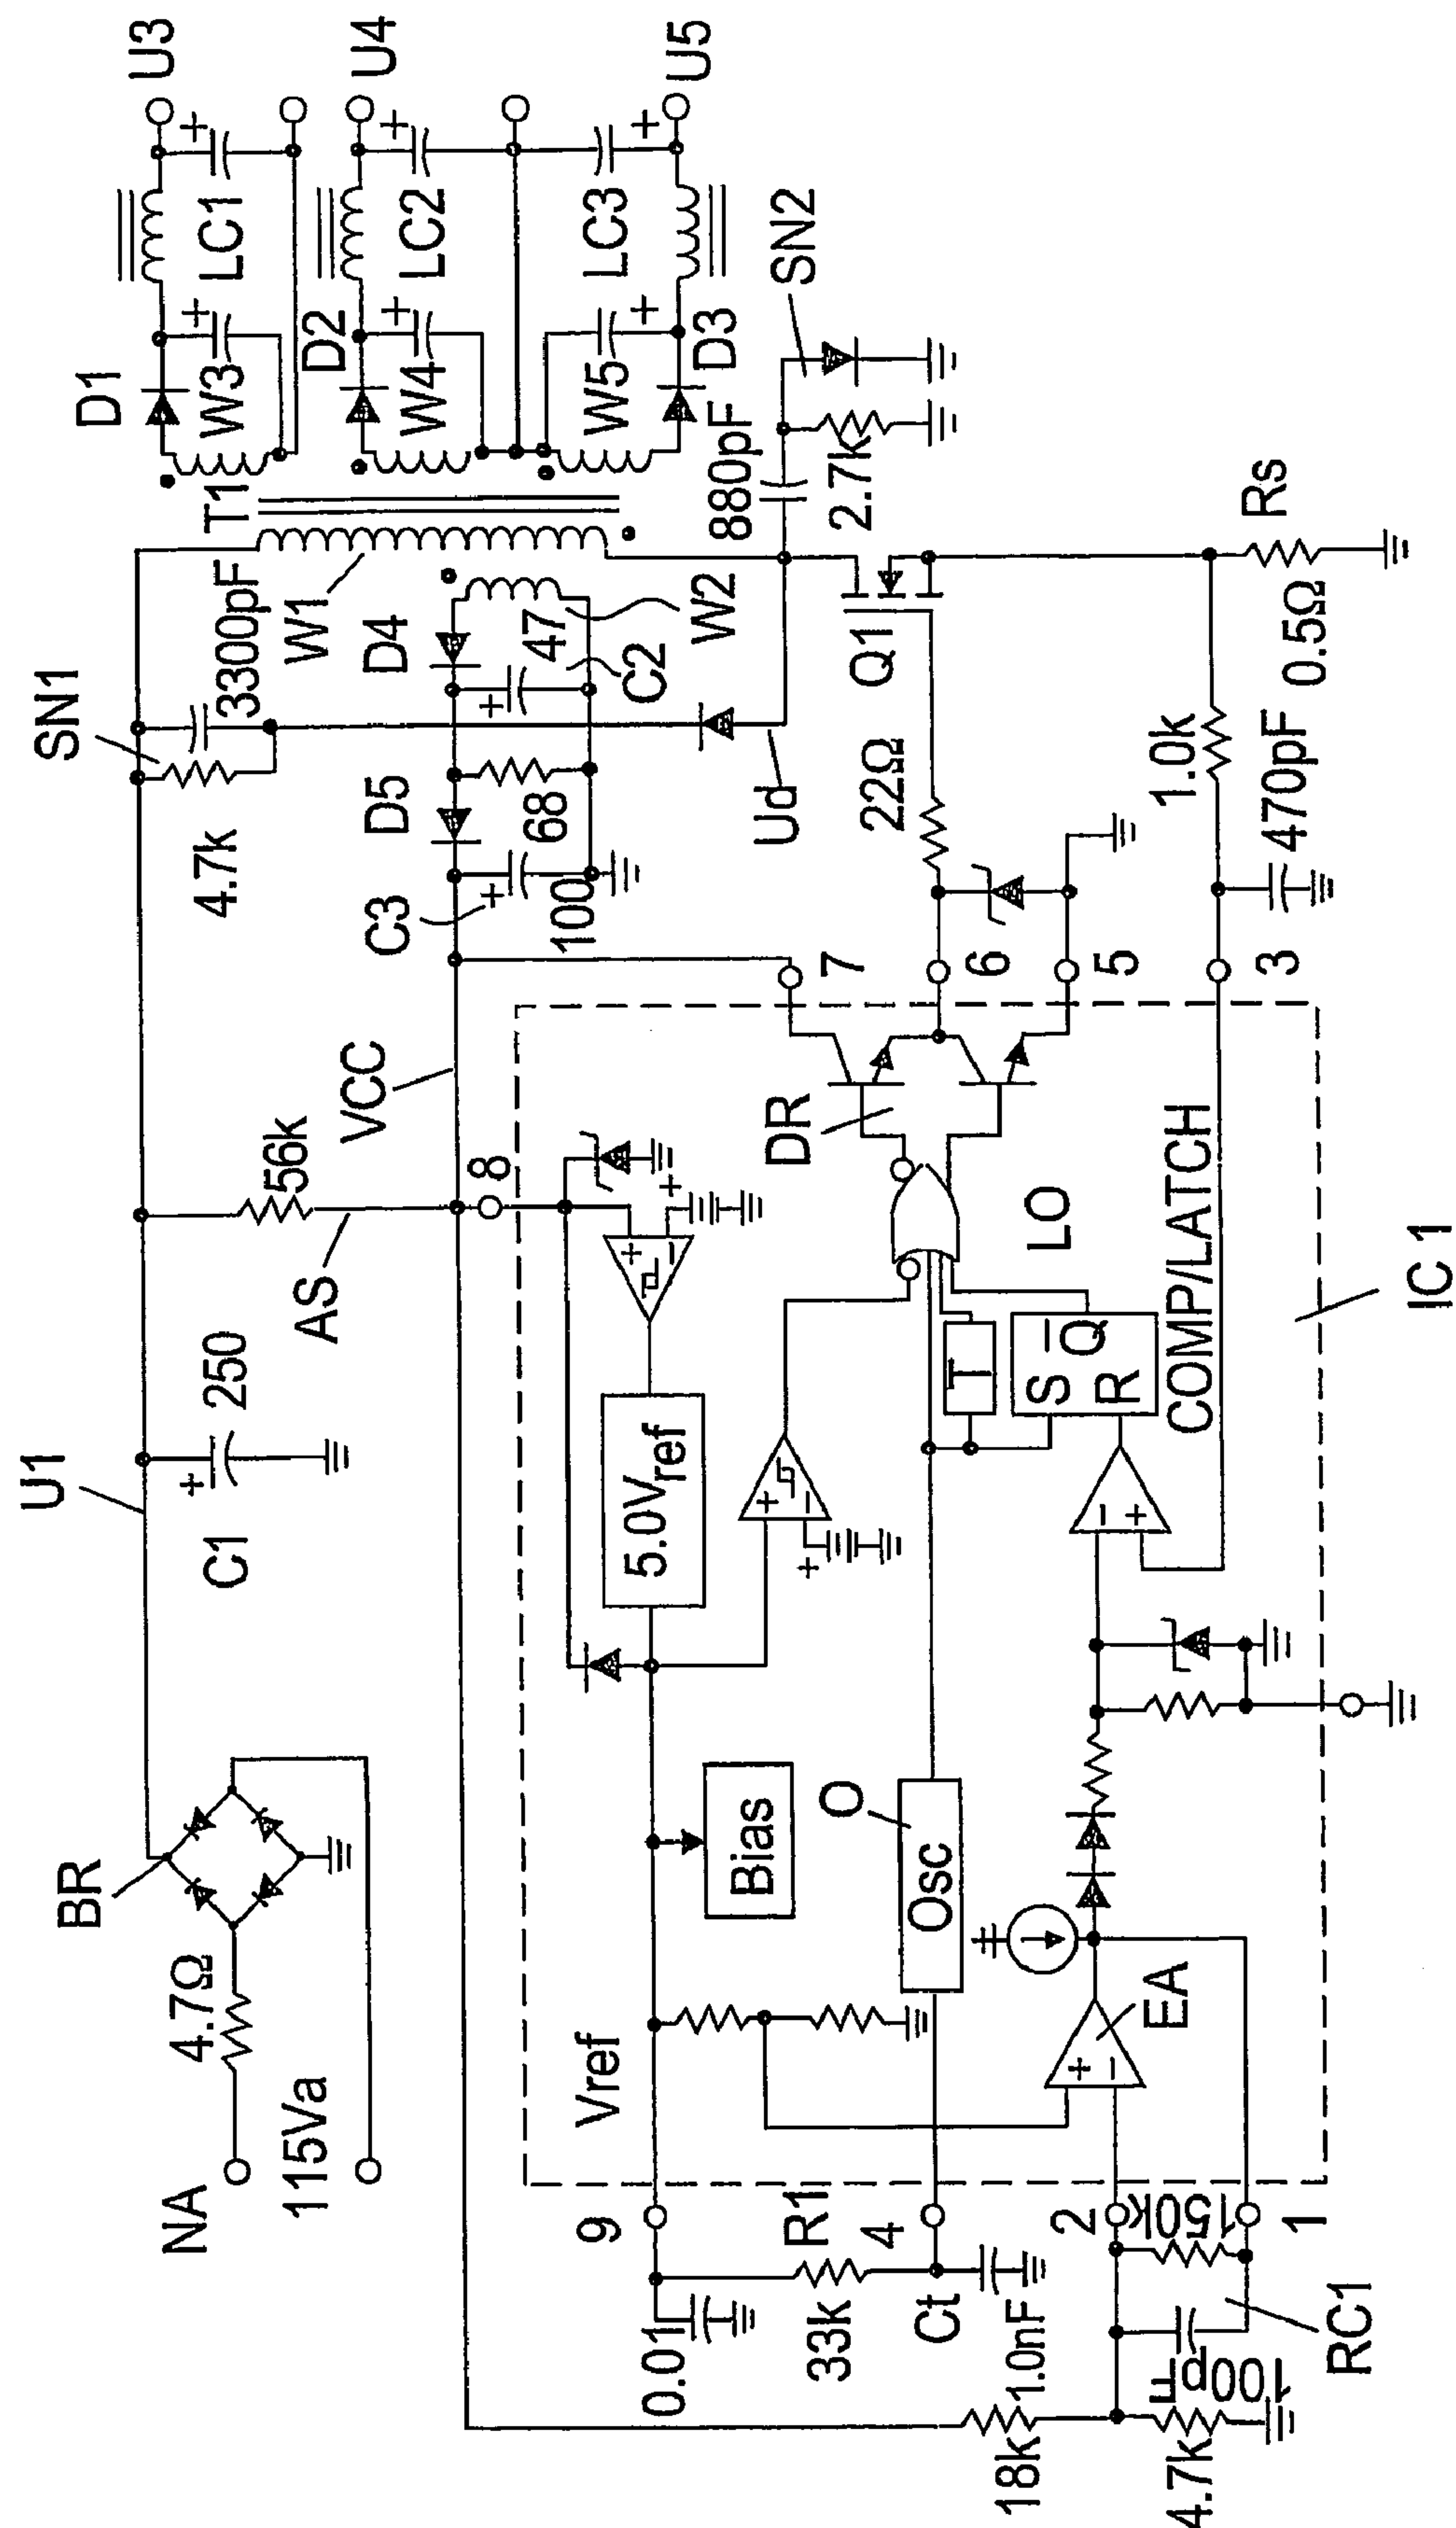 U3
U4
U5
D1
W3
LC1
D2
W4
LC2
W5
LC3
D3
T1
SN2
880pF
2.7k
SN1
3300pF
W1
4.7k
D4
47
W2
C2
D5
68
C3
100
Ud
Q1
Rs
0.5Ω
22Ω
1.0k
470pF
U1
56k
AS
VCC
250
C1
BR
4.7Ω
NA
115Va
8
7
6
5
3
DR
LO
+
-
5.0Vref
+
-
T
S Q
R
COMP/LATCH
-
+
IC 1
Bias
O
Osc
Vref
EA
+
-
9
R1
4
2
150k
1
0.01
33k
Ct
1.0nF
100pF
RC1
18k
4.7k